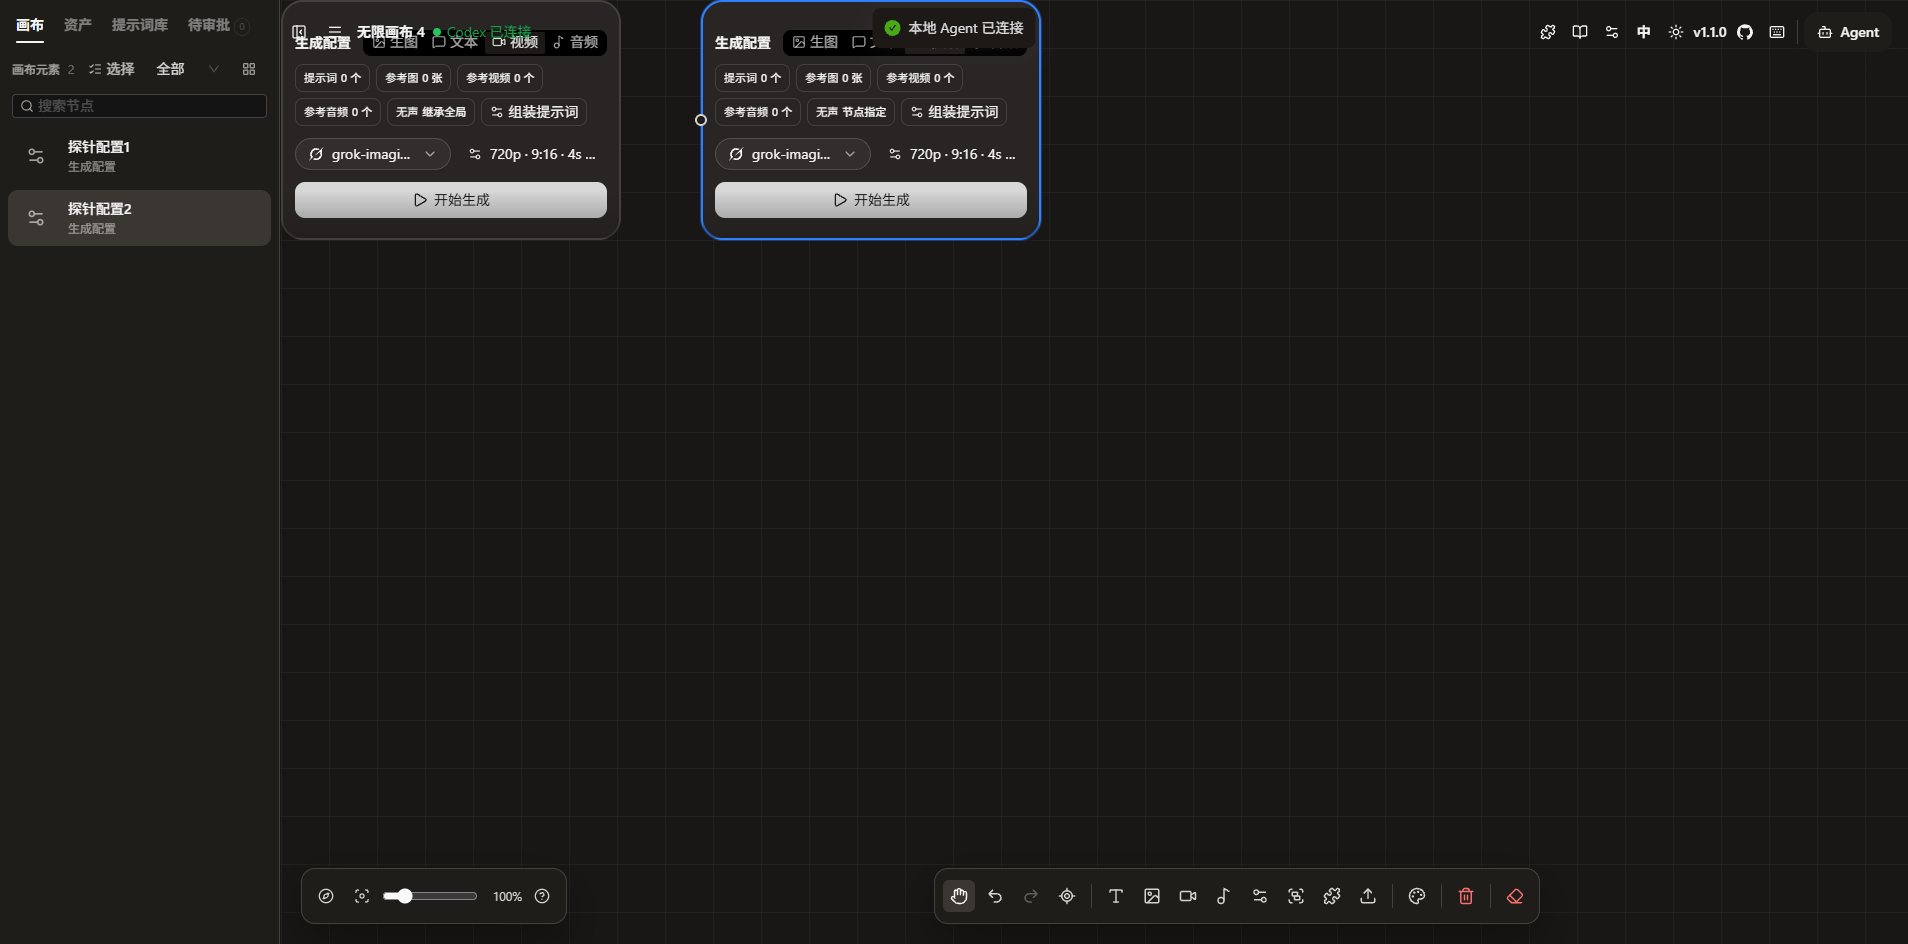 画布 资产 提示词库 待审批 0
画布元素 2 选择 全部
搜索节点
探针配置1
生成配置
探针配置2
生成配置
无限画布 4 Codex 已连接
生成配置 生图 文本 视频 音频
提示词 0 个 参考图 0 张 参考视频 0 个
参考音频 0 个 无声 继承全局 组装提示词
grok-imagi... 720p · 9:16 · 4s ...
开始生成
本地 Agent 已连接
生成配置 生图
提示词 0 个 参考图 0 张 参考视频 0 个
参考音频 0 个 无声 节点指定 组装提示词
grok-imagi... 720p · 9:16 · 4s ...
开始生成
中 v1.1.0 Agent
100%